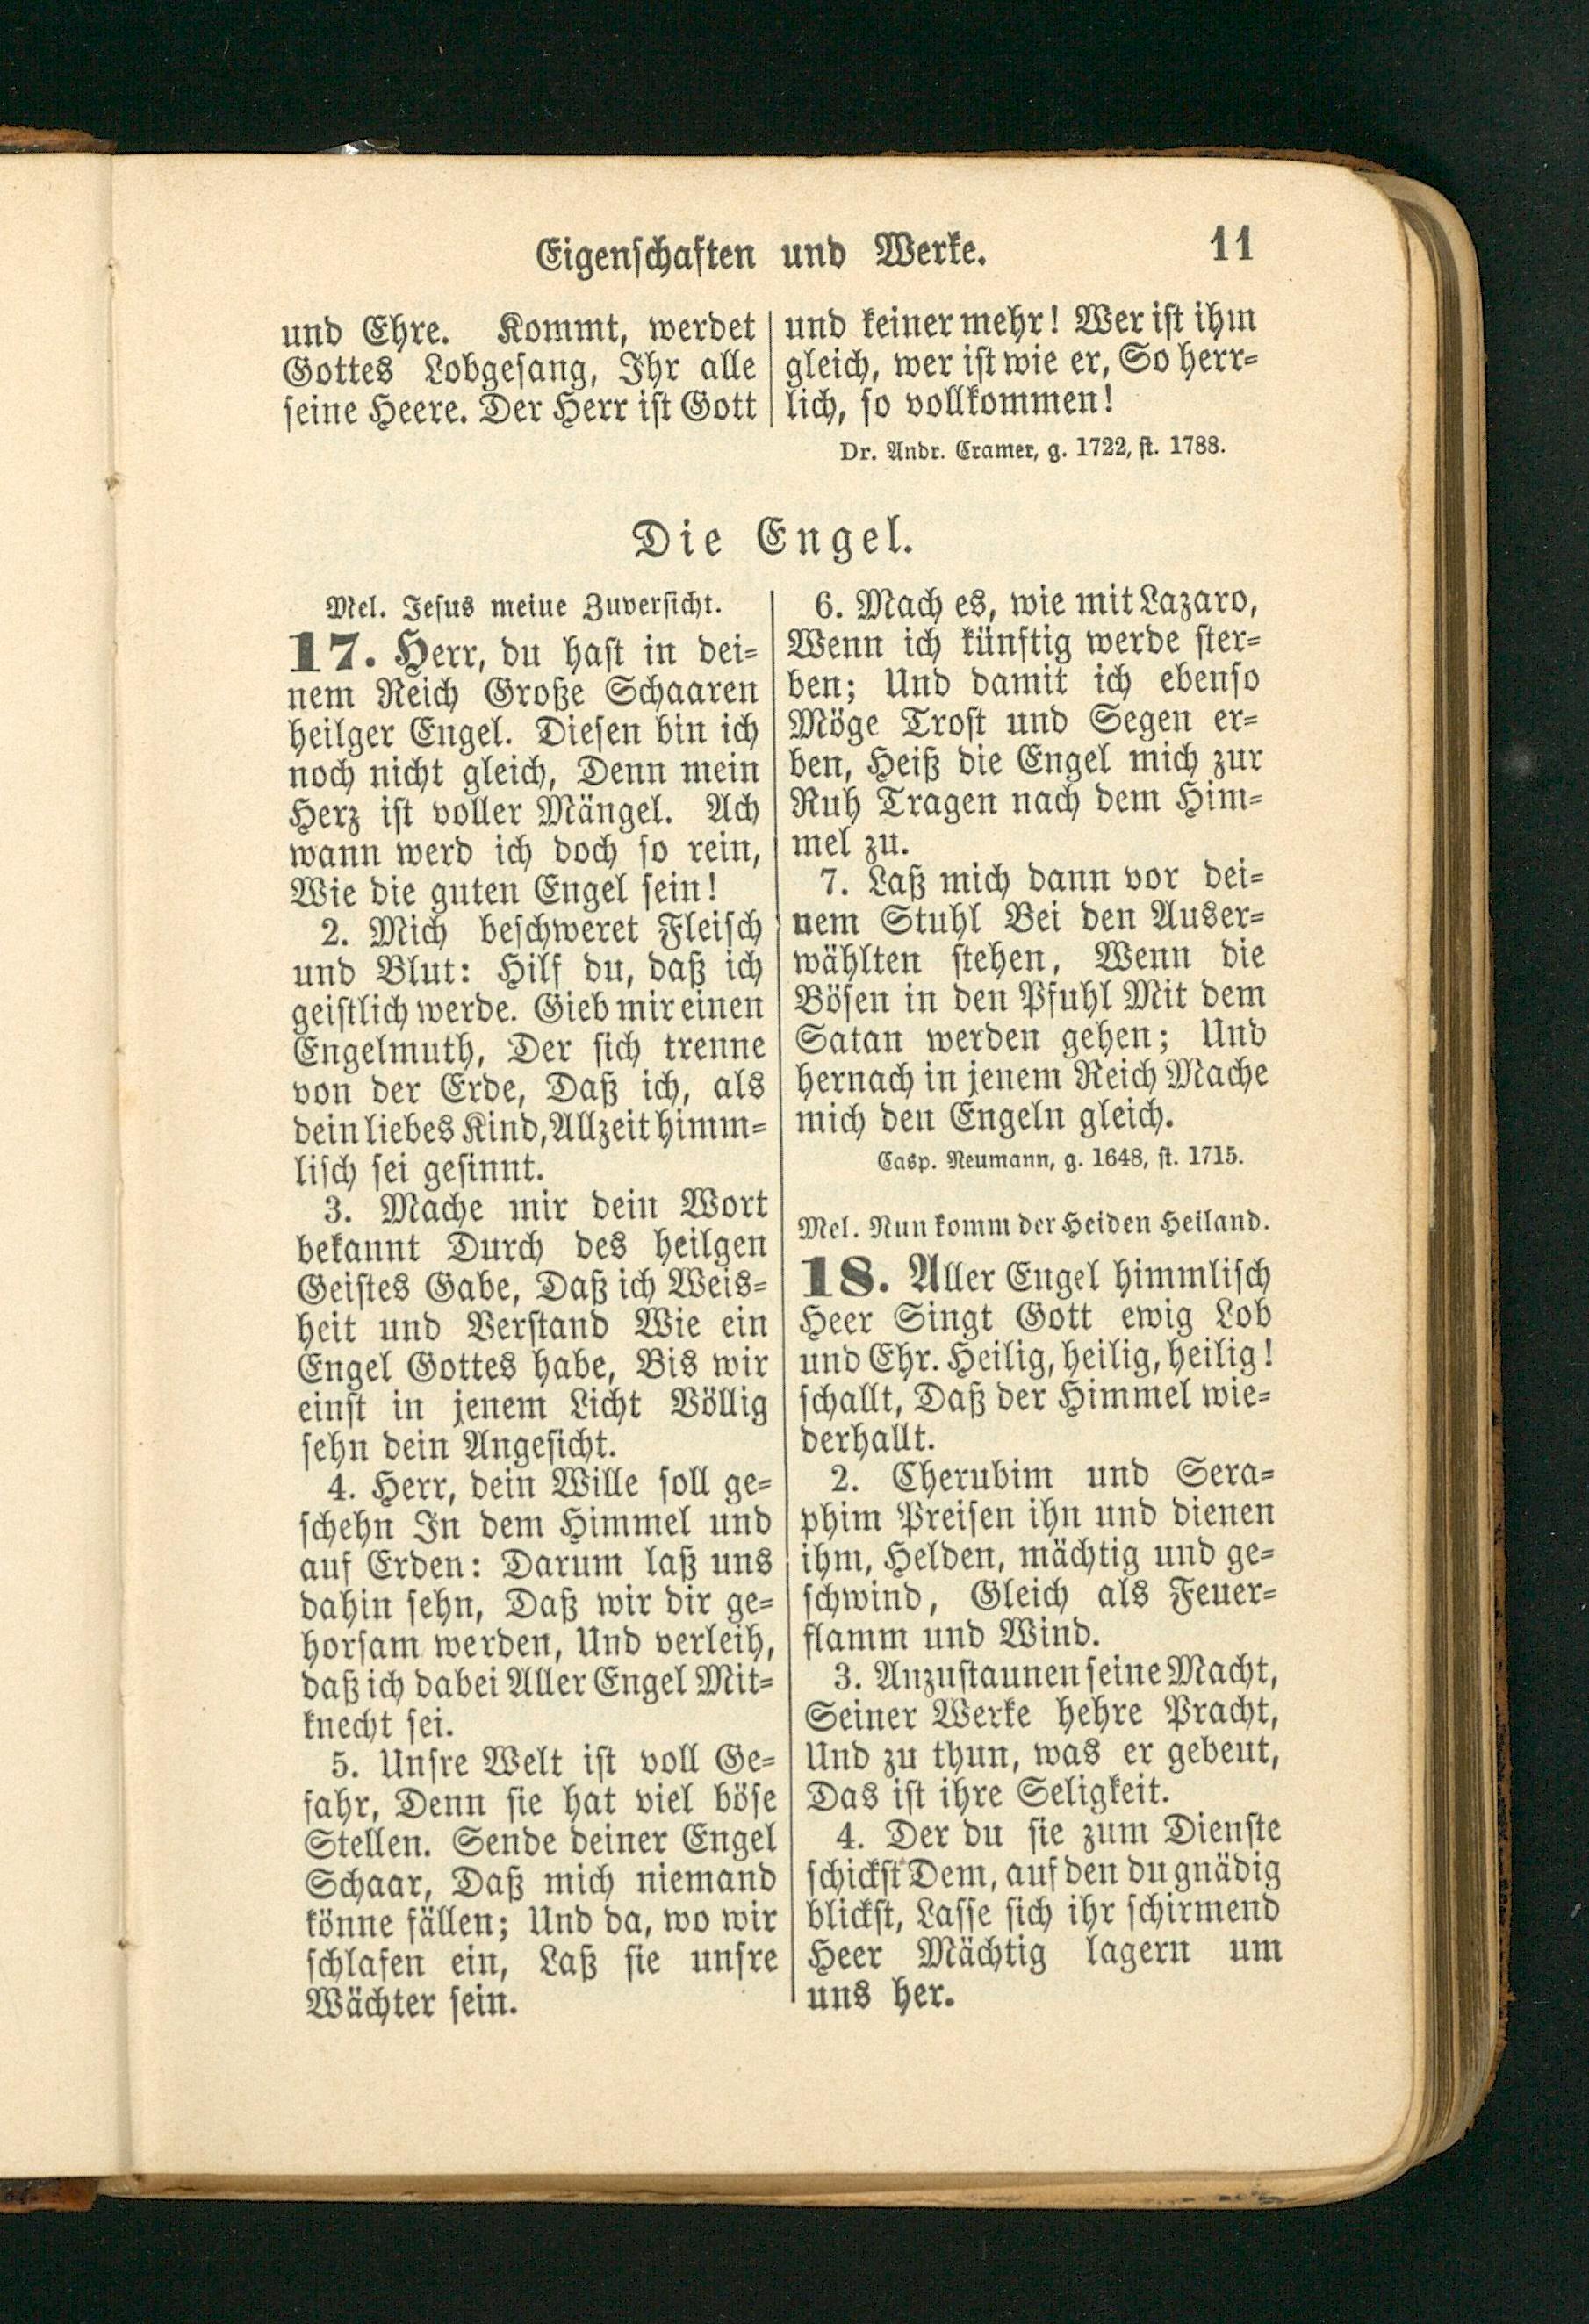 Eigenschaften und Werke. 11
und Ehre. Kommt, werdet
Gottes Lobgesang, Ihr alle
seine Heere. Der Herr ist Gott
und keiner mehr! Wer ist ihm
gleich, wer ist wie er, So herr=
lich, so vollkommen!
Dr. Andr. Cramer, g. 1722, st. 1788.
Die Engel.
Mel. Jesus meine Zuversicht.
17. Herr, du hast in dei=
nem Reich Große Schaaren
heilger Engel. Diesen bin ich
noch nicht gleich, Denn mein
Herz ist voller Mängel. Ach
wann werd ich doch so rein,
Wie die guten Engel sein!
2. Mich beschweret Fleisch
und Blut: Hilf du, daß ich
geistlich werde. Gieb mir einen
Engelmuth, Der sich trenne
von der Erde, Daß ich, als
dein liebes Kind, Allzeit himm=
lisch sei gesinnt.
3. Mache mir dein Wort
bekannt Durch des heilgen
Geistes Gabe, Daß ich Weis=
heit und Verstand Wie ein
Engel Gottes habe, Bis wir
einst in jenem Licht Völlig
sehn dein Angesicht.
4. Herr, dein Wille soll ge=
schehn In dem Himmel und
auf Erden: Darum laß uns
dahin sehn, Daß wir dir ge=
horsam werden, Und verleih,
daß ich dabei Aller Engel Mit=
knecht sei.
5. Unsre Welt ist voll Ge=
fahr, Denn sie hat viel böse
Stellen. Sende deiner Engel
Schaar, Daß mich niemand
könne fällen; Und da, wo wir
schlafen ein, Laß sie unsre
Wächter sein.
6. Mach es, wie mit Lazaro,
Wenn ich künftig werde ster=
ben; Und damit ich ebenso
Möge Trost und Segen er=
ben, Heiß die Engel mich zur
Ruh Tragen nach dem Him=
mel zu.
7. Laß mich dann vor dei=
nem Stuhl Bei den Auser=
wählten stehen, Wenn die
Bösen in den Pfuhl Mit dem
Satan werden gehen; Und
hernach in jenem Reich Mache
mich den Engeln gleich.
Casp. Neumann, g. 1648, st. 1715.
Mel. Nun komm der Heiden Heiland.
18. Aller Engel himmlisch
Heer Singt Gott ewig Lob
und Ehr. Heilig, heilig, heilig!
schallt, Daß der Himmel wie=
derhallt.
2. Cherubim und Sera=
phim Preisen ihn und dienen
ihm, Helden, mächtig und ge=
schwind, Gleich als Feuer=
flamm und Wind.
3. Anzustaunen seine Macht,
Seiner Werke hehre Pracht,
Und zu thun, was er gebeut,
Das ist ihre Seligkeit.
4. Der du sie zum Dienste
schickst Dem, auf den du gnädig
blickst, Lasse sich ihr schirmend
Heer Mächtig lagern um
uns her.